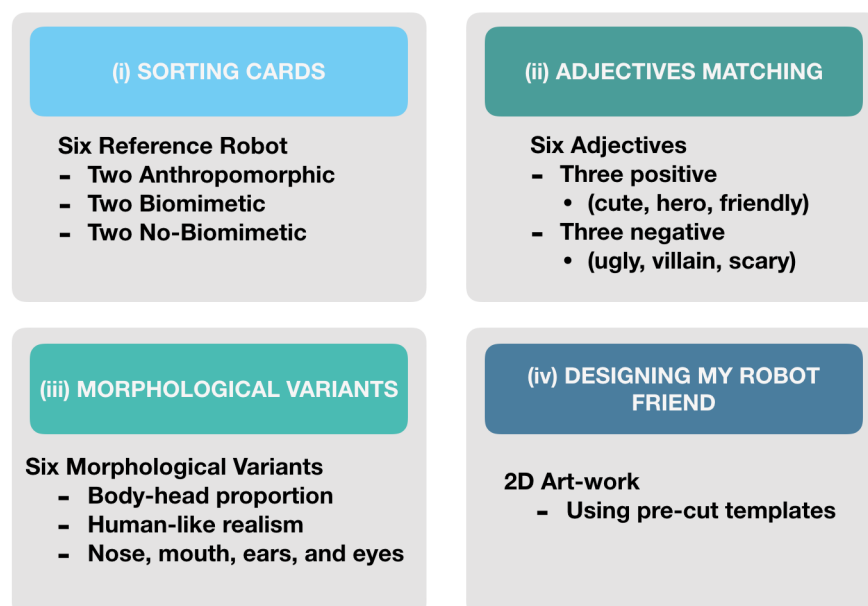 (i) SORTING CARDS
Six Reference Robot
- Two Anthropomorphic
- Two Biomimetic
- Two No-Biomimetic
(ii) ADJECTIVES MATCHING
Six Adjectives
- Three positive
• (cute, hero, friendly)
- Three negative
• (ugly, villain, scary)
(iii) MORPHOLOGICAL VARIANTS
Six Morphological Variants
- Body-head proportion
- Human-like realism
- Nose, mouth, ears, and eyes
(iv) DESIGNING MY ROBOT
FRIEND
2D Art-work
- Using pre-cut templates